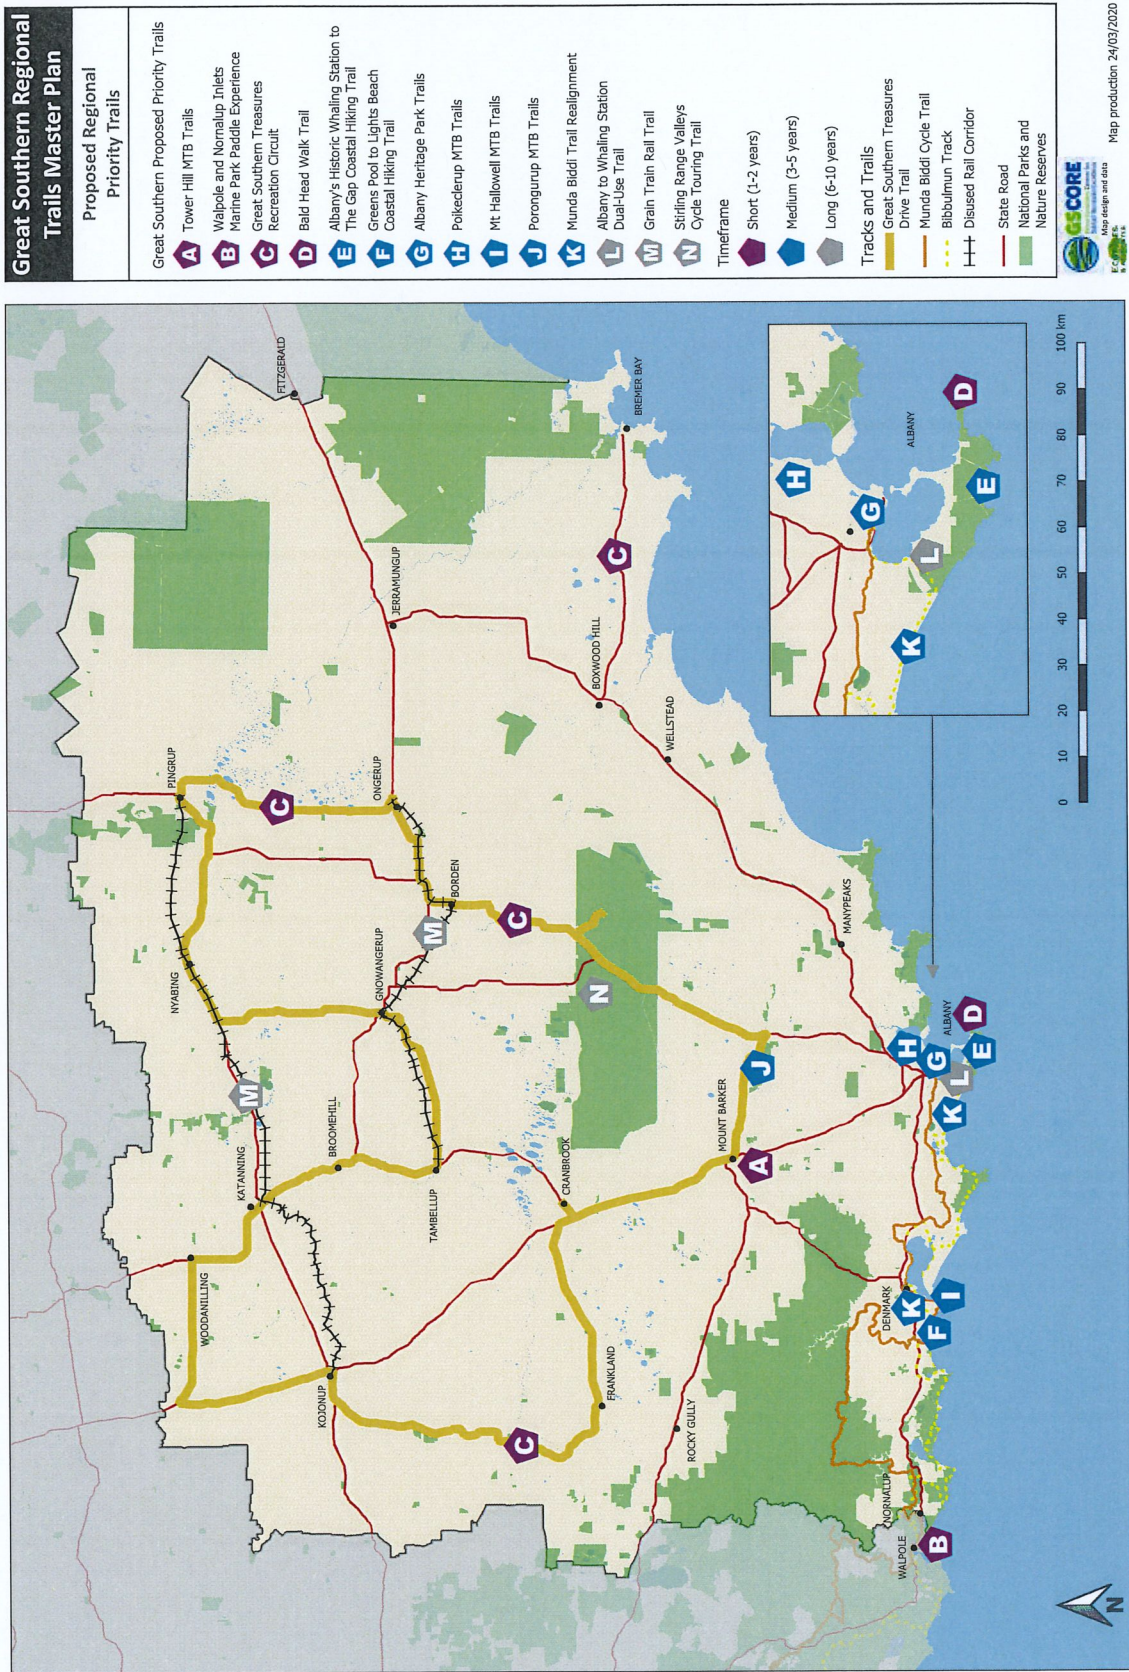 Great Southern Regional
Trails Master Plan
Proposed Regional
Priority Trails
Great Southern Proposed Priority Trails
A Tower Hill MTB Trails
B Walpole and Nornalup Inlets
Marine Park Paddle Experience
C Great Southern Treasures
Recreation Circuit
D Bald Head Walk Trail
E Albany's Historic Whaling Station to
The Gap Coastal Hiking Trail
F Greens Pool to Lights Beach
Coastal Hiking Trail
G Albany Heritage Park Trails
H Poikederup MTB Trails
I Mt Hallowell MTB Trails
J Porongurup MTB Trails
K Munda Biddi Trail Realignment
L Albany to Whaling Station
Dual-Use Trail
M Grain Train Rail Trail
N Stirling Range Valleys
Cycle Touring Trail
Timeframe
Short (1-2 years)
Medium (3-5 years)
Long (6-10 years)
Tracks and Trails
Great Southern Treasures
Drive Trail
Munda Biddi Cycle Trail
Bibbulmun Track
Disused Rail Corridor
State Road
National Parks and
Nature Reserves
GSCORE
Map design and data
Map production 24/03/2020
FITZGERALD
PINGRUP
NYABING
KATANNING
WOODANILLING
KOJONUP
BROOMEHILL
GNOWANGERUP
ONGERUP
JERRAMUNGUP
BORDEN
TAMBELLUP
CRANBROOK
FRANKLAND
ROCKY GULLY
BOXWOOD HILL
BREMER BAY
WELLSTEAD
MOUNT BARKER
MANYPEAKS
ALBANY
DENMARK
NORNALUP
WALPOLE
C
C
C
C
M
M
N
J
A
H
G
D
E
L
K
K
F
I
B
H
G
D
E
L
K
ALBANY
0 10 20 30 40 50 60 70 80 90 100 km
N